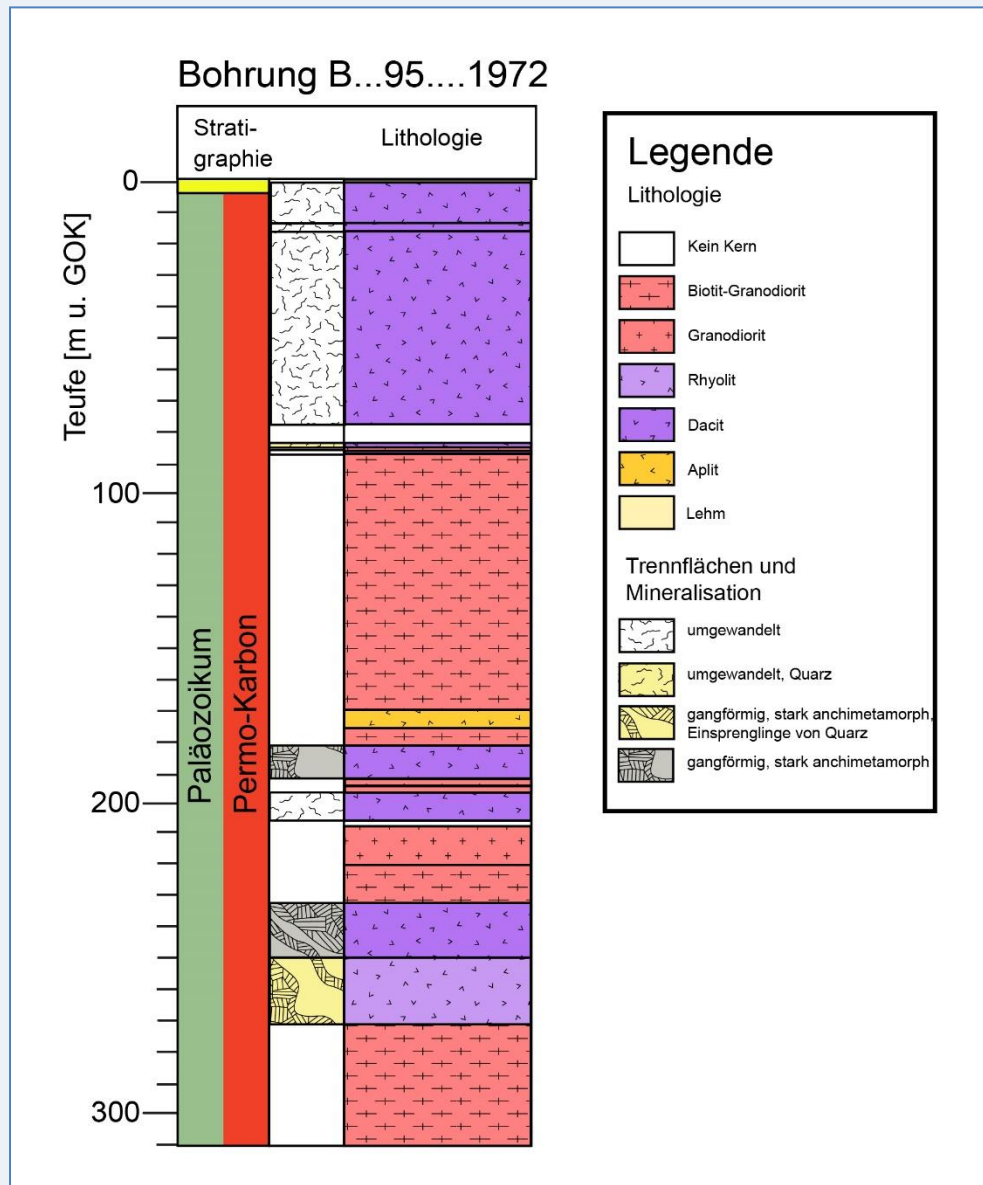 Bohrung B...95....1972
Strati-
graphie
Lithologie
Teufe [m u. GOK]
0
100
200
300
Paläozoikum
Permo-Karbon
Legende
Lithologie
Kein Kern
Biotit-Granodiorit
Granodiorit
Rhyolit
Dacit
Aplit
Lehm
Trennflächen und
Mineralisation
umgewandelt
umgewandelt, Quarz
gangförmig, stark anchimetamorph,
Einsprenglinge von Quarz
gangförmig, stark anchimetamorph